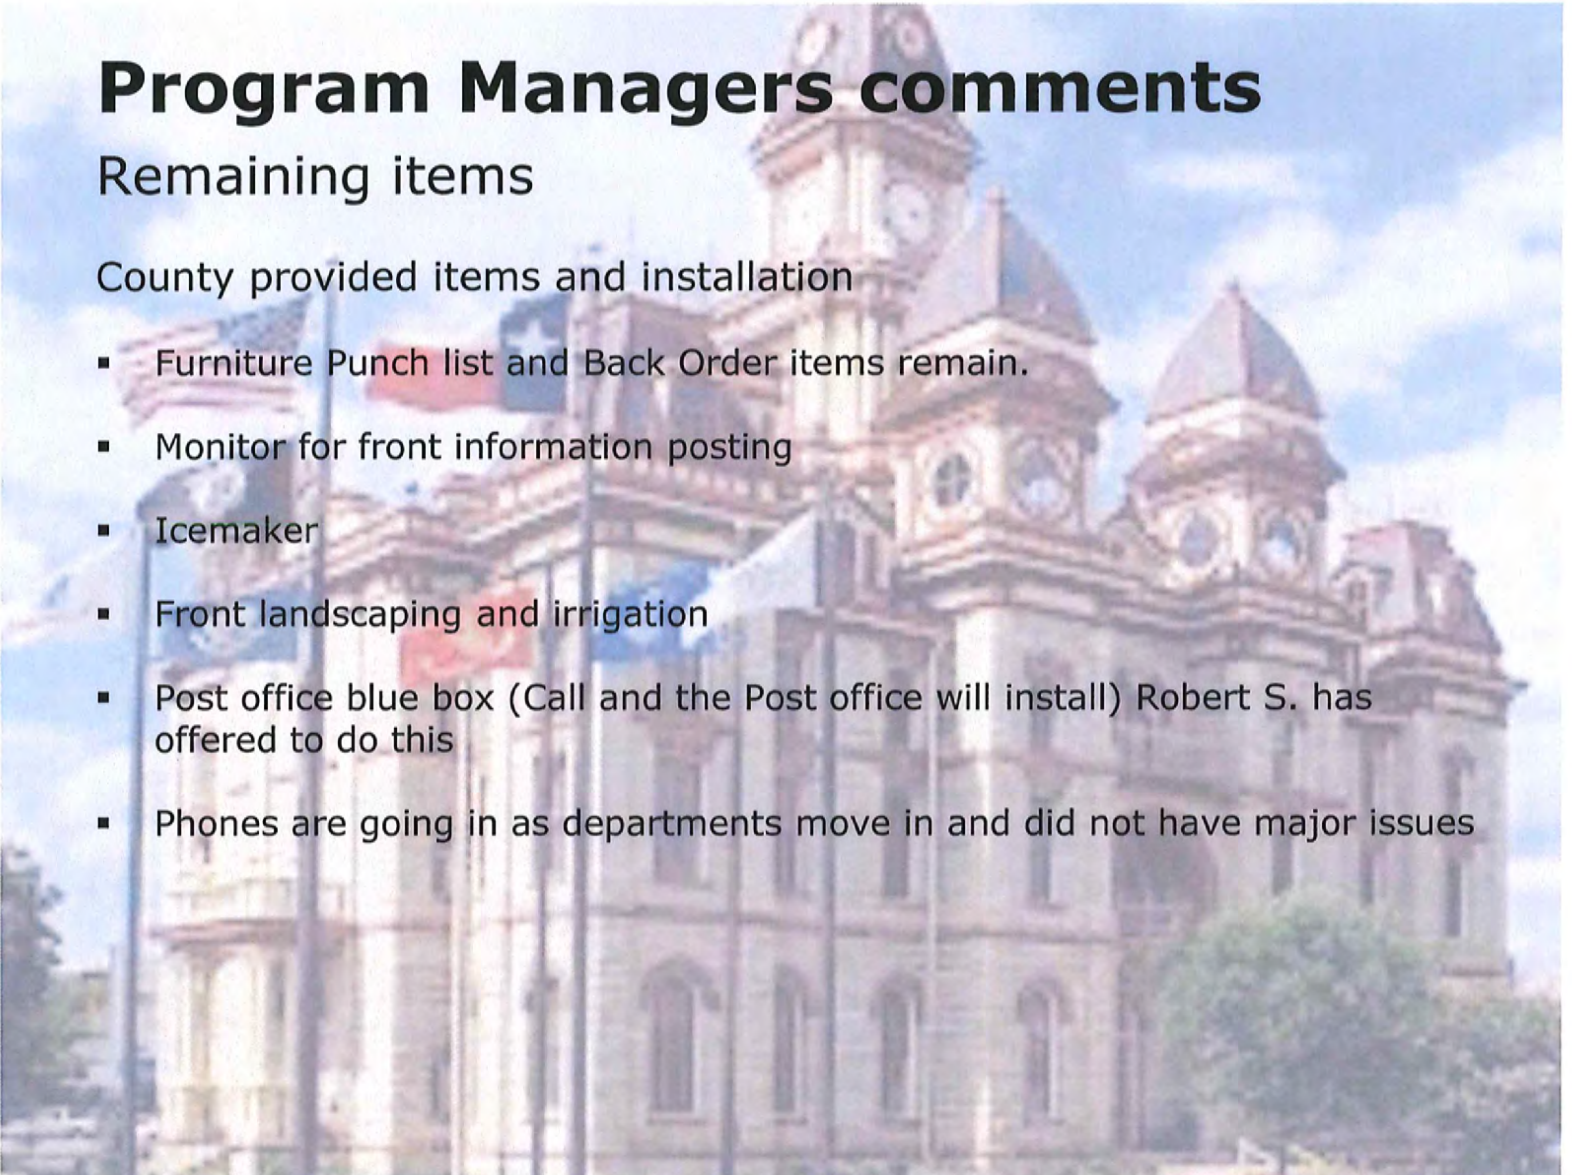 Program Managers comments
Remaining items
County provided items and installation
▪ Furniture Punch list and Back Order items remain.
▪ Monitor for front information posting
▪ Icemaker
▪ Front landscaping and irrigation
▪ Post office blue box (Call and the Post office will install) Robert S. has
offered to do this
▪ Phones are going in as departments move in and did not have major issues